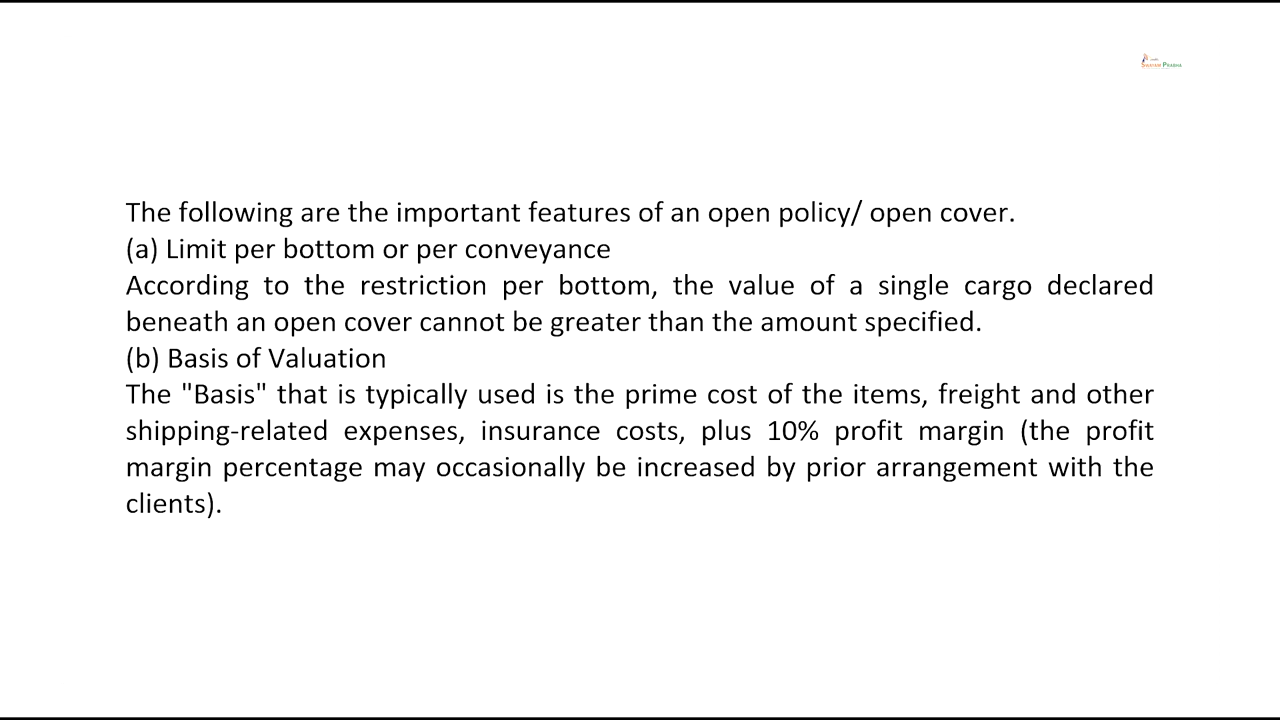 Swayam Prabha
The following are the important features of an open policy/ open cover.
(a) Limit per bottom or per conveyance
According to the restriction per bottom, the value of a single cargo declared
beneath an open cover cannot be greater than the amount specified.
(b) Basis of Valuation
The "Basis" that is typically used is the prime cost of the items, freight and other
shipping-related expenses, insurance costs, plus 10% profit margin (the profit
margin percentage may occasionally be increased by prior arrangement with the
clients).